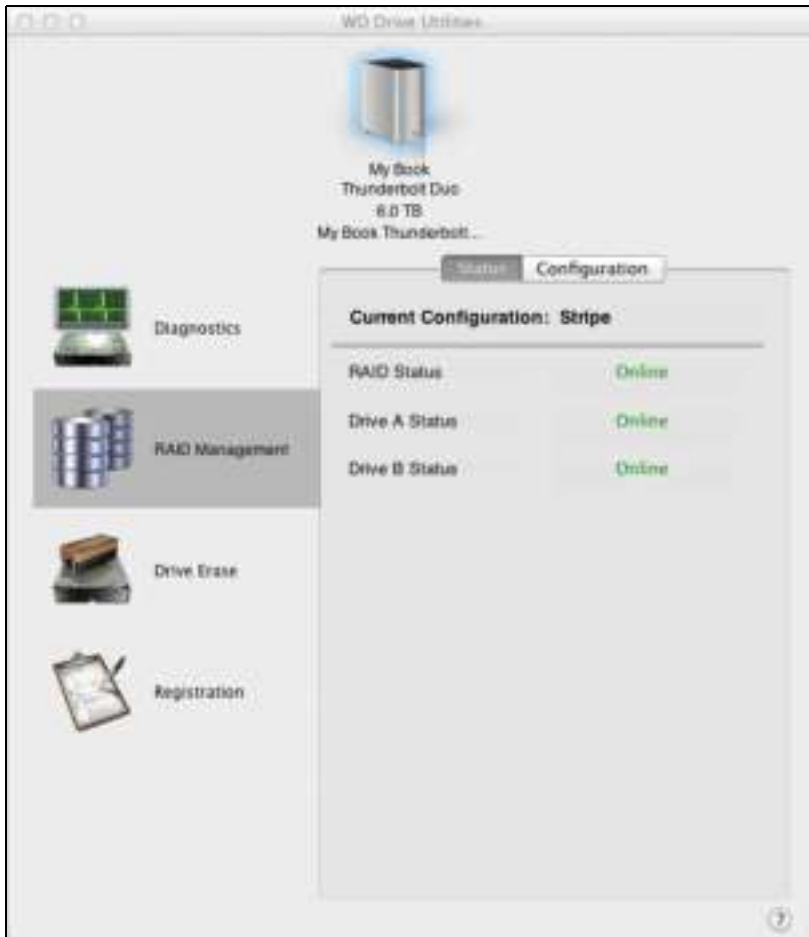 WD Drive Utilities
My Book
Thunderbolt Duo
6.0 TB
My Book Thunderbolt...
Status
Configuration
Current Configuration: Stripe
RAID Status
Online
Drive A Status
Online
Drive B Status
Online
Diagnostics
RAID Management
Drive Erase
Registration
?